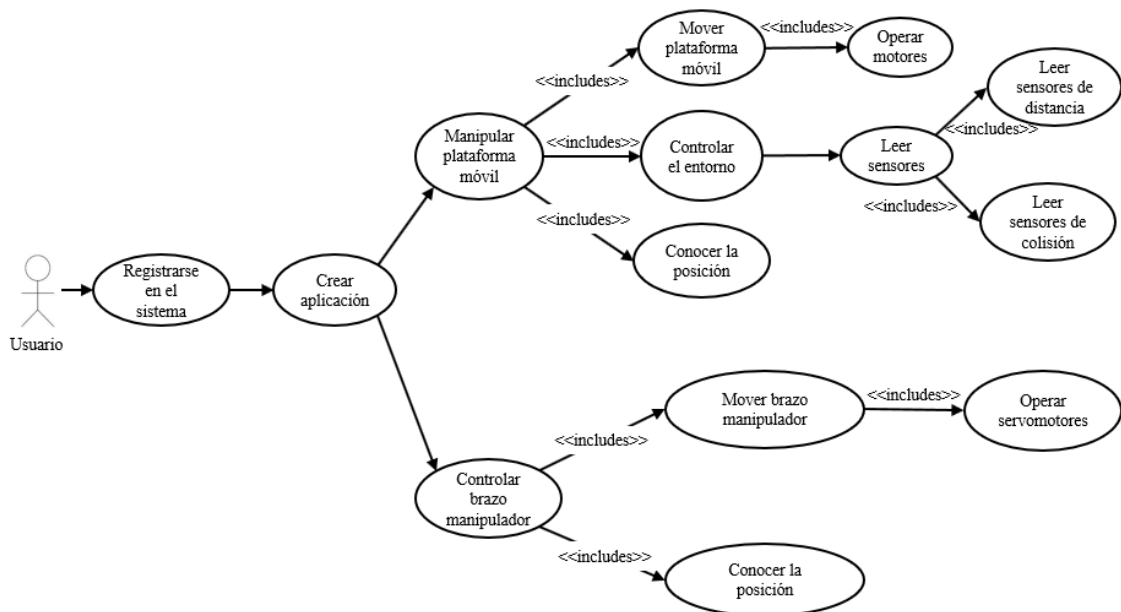 Mover
plataforma
móvil
<<includes>>
Operar
motores
<<includes>>
Leer
sensores de
distancia
Manipular
plataforma
móvil
<<includes>>
Controlar
el entorno
Leer
sensores
<<includes>>
<<includes>>
Leer
sensores de
colisión
<<includes>>
Conocer la
posición
Registrarse
en el
sistema
Crear
aplicación
Usuario
Mover brazo
manipulador
<<includes>>
Operar
servomotores
<<includes>>
Controlar
brazo
manipulador
<<includes>>
Conocer la
posición